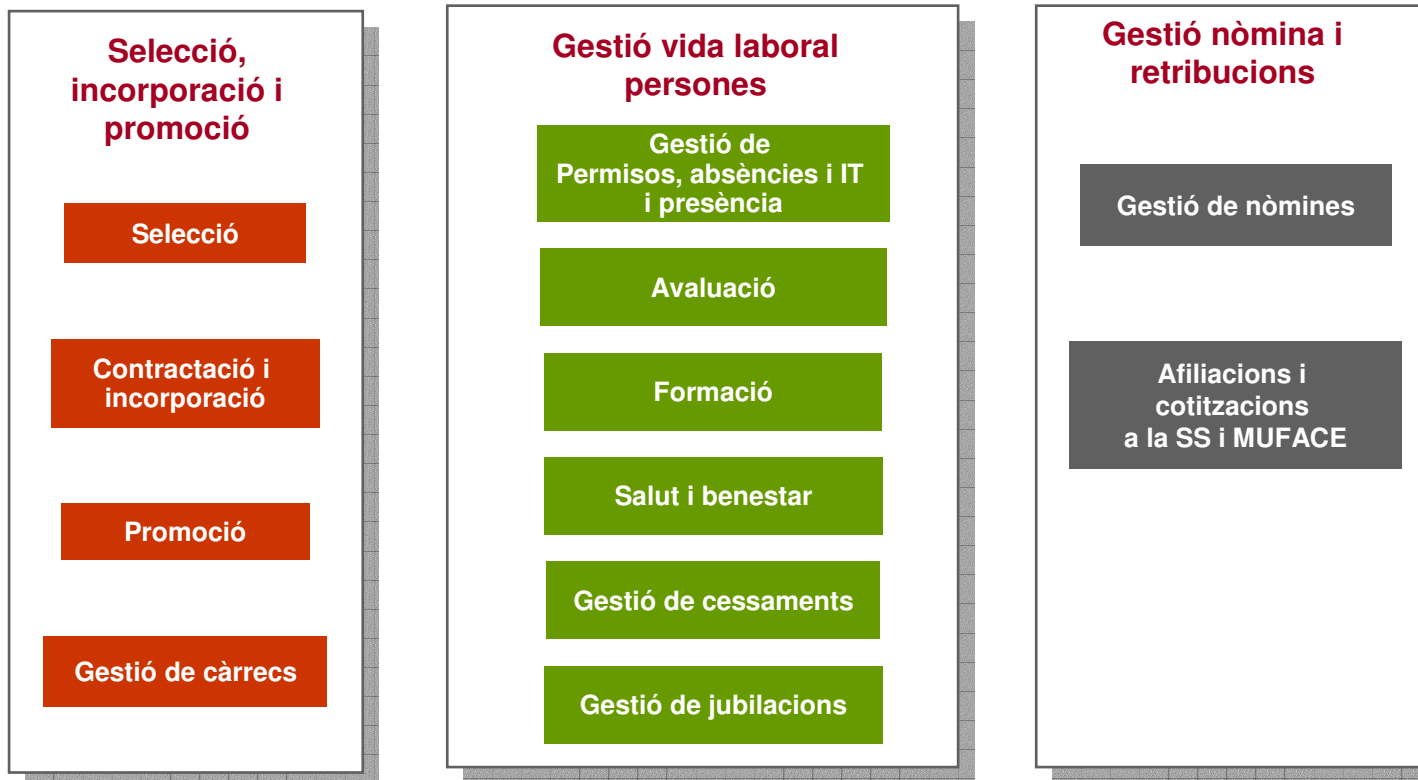 Selecció,
incorporació i
promoció
Selecció
Contractació i
incorporació
Promoció
Gestió de càrrecs
Gestió vida laboral
persones
Gestió de
Permisos, absències i IT
i presència
Avaluació
Formació
Salut i benestar
Gestió de cessaments
Gestió de jubilacions
Gestió nòmina i
retribucions
Gestió de nòmines
Afiliacions i
cotitzacions
a la SS i MUFACE